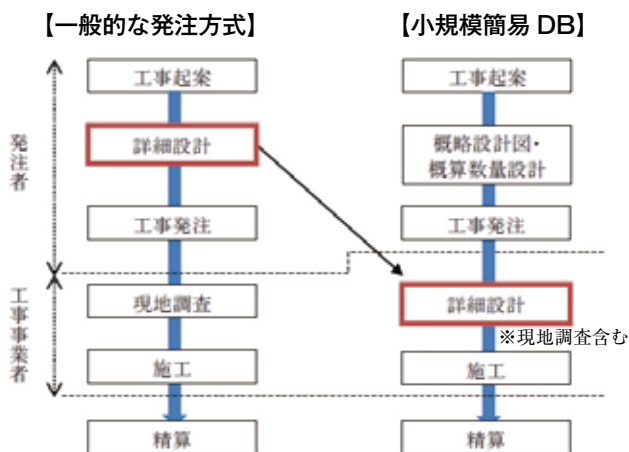 【一般的な発注方式】
【小規模簡易 DB】
発注者
工事事業者
工事起案
詳細設計
工事発注
現地調査
施工
精算
工事起案
概略設計図・
概算数量設計
工事発注
詳細設計
※現地調査含む
施工
精算